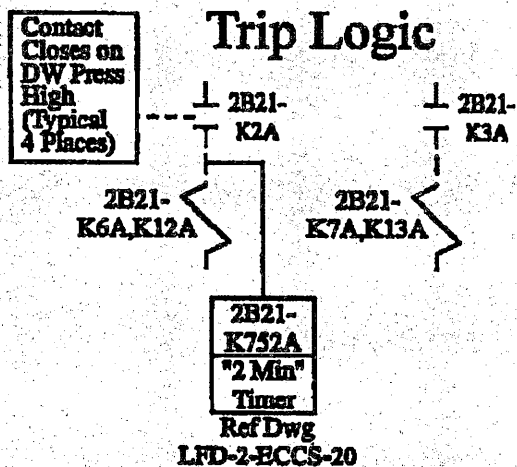 Trip Logic
Contact
Closes on
DW Press
High
(Typical
4 Places)
2B21-
K2A
2B21-
K3A
2B21-
K6A,K12A
2B21-
K7A,K13A
2B21-
K752A
"2 Min"
Timer
Ref Dwg
LFD-2-ECCS-20